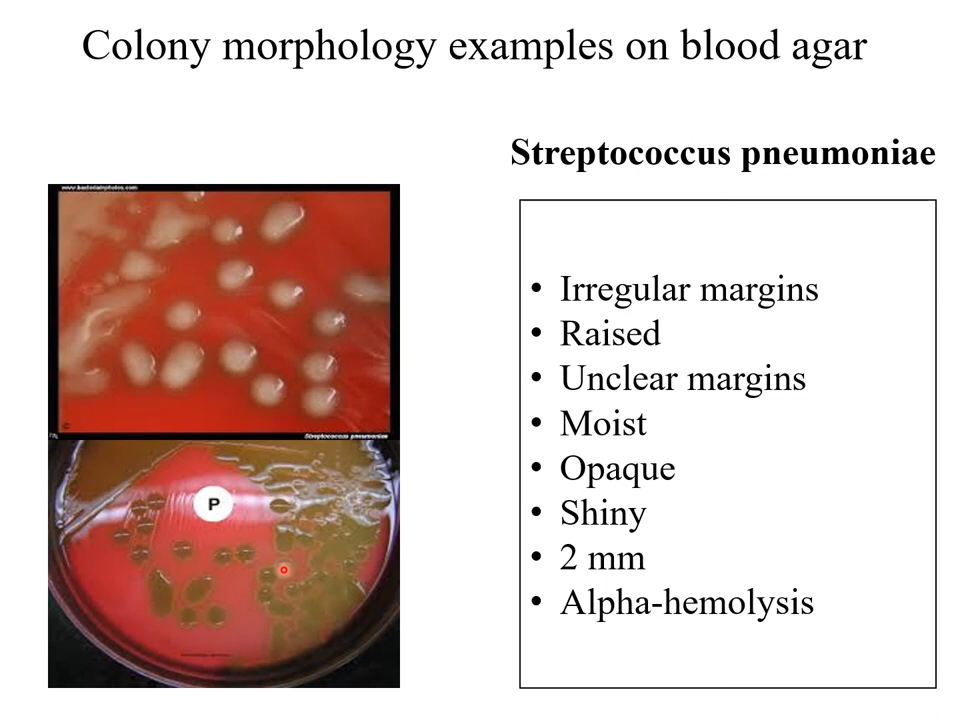 Colony morphology examples on blood agar
Streptococcus pneumoniae
www.bacteriainphotos.com
Streptococcus pneumoniae
P
• Irregular margins
• Raised
• Unclear margins
• Moist
• Opaque
• Shiny
• 2 mm
• Alpha-hemolysis